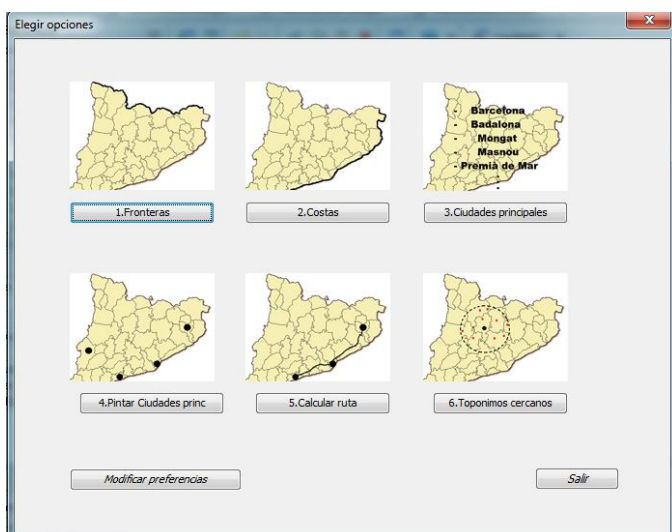 Elegir opciones
- Barcelona
- Badalona
- Mongat
- Masnou
- Premià de Mar
-
-
1.Fronteras
2.Costas
3.Ciudades principales
4.Pintar Ciudades princ
5.Calcular ruta
6.Toponimos cercanos
Modificar preferencias
Salir